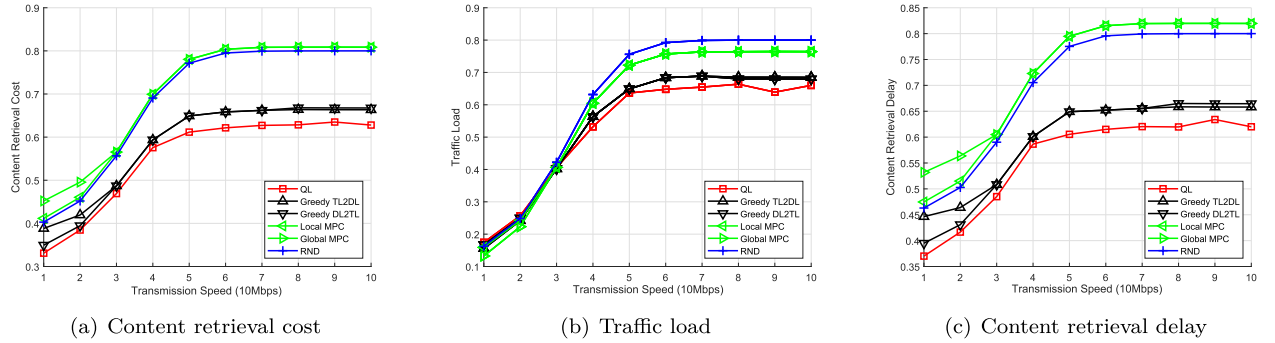 Content Retrieval Cost
0.9
0.8
0.7
0.6
0.5
0.4
0.3
1 2 3 4 5 6 7 8 9 10
Transmission Speed (10Mbps)
QL
Greedy TL2DL
Greedy DL2TL
Local MPC
Global MPC
RND
(a) Content retrieval cost
Traffic Load
0.9
0.8
0.7
0.6
0.5
0.4
0.3
0.2
0.1
1 2 3 4 5 6 7 8 9 10
Transmission Speed (10Mbps)
QL
Greedy TL2DL
Greedy DL2TL
Local MPC
Global MPC
RND
(b) Traffic load
Content Retrieval Delay
0.85
0.8
0.75
0.7
0.65
0.6
0.55
0.5
0.45
0.4
0.35
1 2 3 4 5 6 7 8 9 10
Transmission Speed (10Mbps)
QL
Greedy TL2DL
Greedy DL2TL
Local MPC
Global MPC
RND
(c) Content retrieval delay